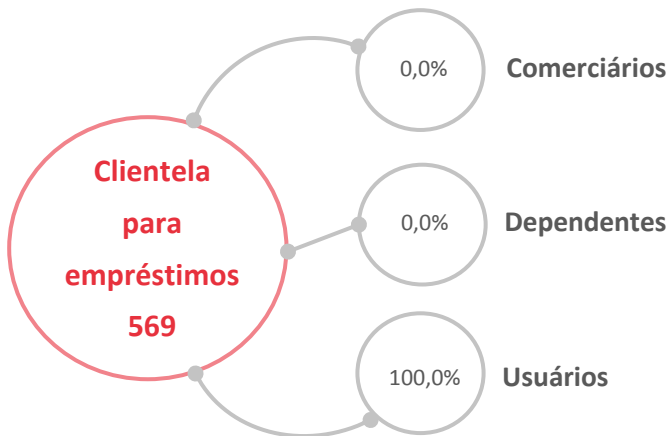 Clientela
para
empréstimos
569
0,0%
Comerciários
0,0%
Dependentes
100,0%
Usuários